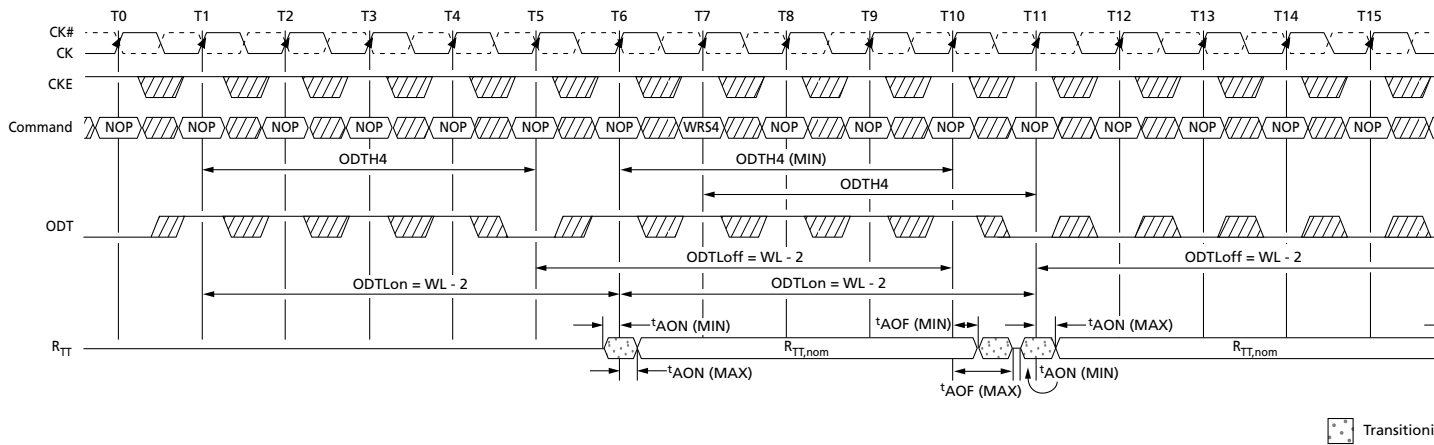 T0 T1 T2 T3 T4 T5 T6 T7 T8 T9 T10 T11 T12 T13 T14 T15
CK#
CK
CKE
Command NOP NOP NOP NOP NOP NOP NOP WRS4 NOP NOP NOP NOP NOP NOP NOP NOP
ODTH4 ODTH4 (MIN)
ODTH4
ODT
ODTLoff = WL - 2 ODTLoff = WL - 2
ODTLon = WL - 2 ODTLon = WL - 2
tAON (MIN) tAOF (MIN) tAON (MAX)
RTT RTT,nom RTT,nom
tAON (MAX) tAON (MIN)
tAOF (MAX)
Transitioni